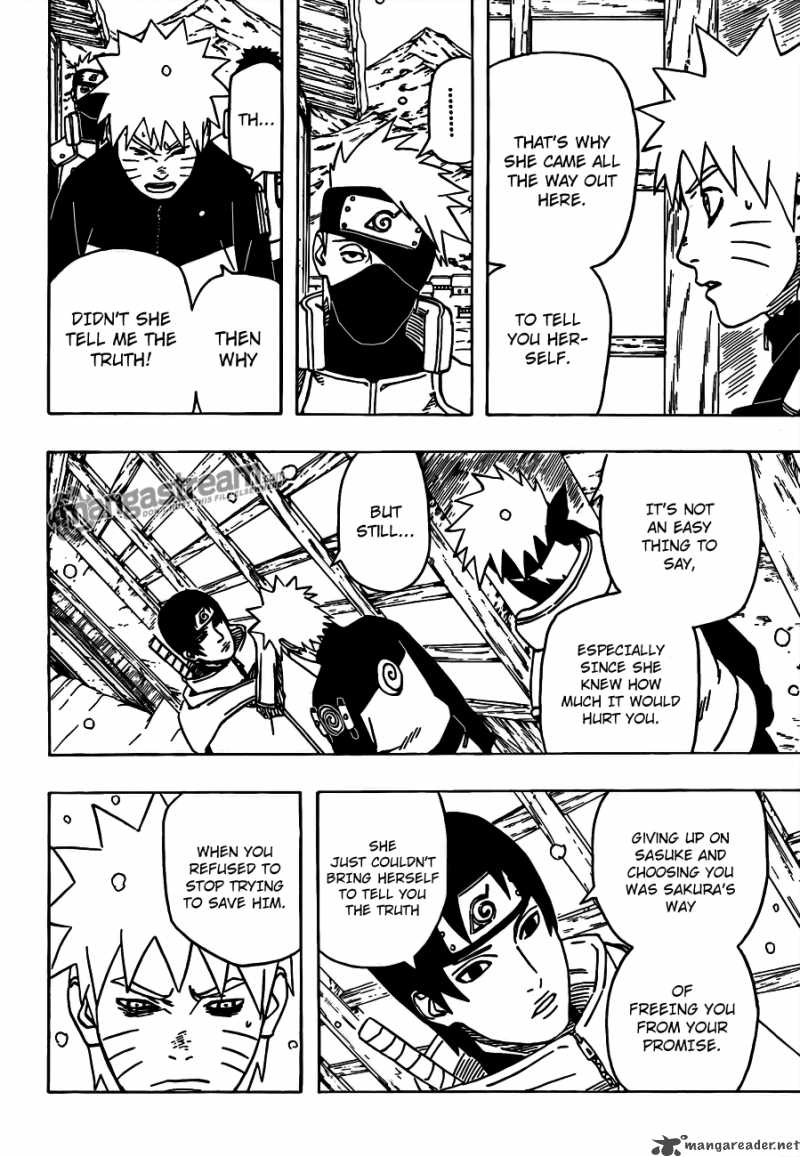 THAT'S WHY
SHE CAME ALL
THE WAY OUT
HERE.
TO TELL
YOU HER-
SELF.
.........
TH...
THEN
WHY
DIDN'T SHE
TELL ME THE
TRUTH!
IT'S NOT
AN EASY
THING TO
SAY,
ESPECIALLY
SINCE SHE
KNEW HOW
MUCH IT WOULD
HURT YOU.
BUT
STILL...
mangastream
GIVING UP ON
SASUKE AND
CHOOSING YOU
WAS SAKURA'S
WAY
OF
FREEING YOU
FROM YOUR
PROMISE.
SHE
JUST COULDN'T
BRING HERSELF
TO TELL YOU
THE TRUTH
WHEN YOU
REFUSED TO
STOP TRYING
TO SAVE HIM.
mangareader.net